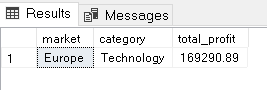 Results Messages
market category total_profit
1 Europe Technology 169290.89